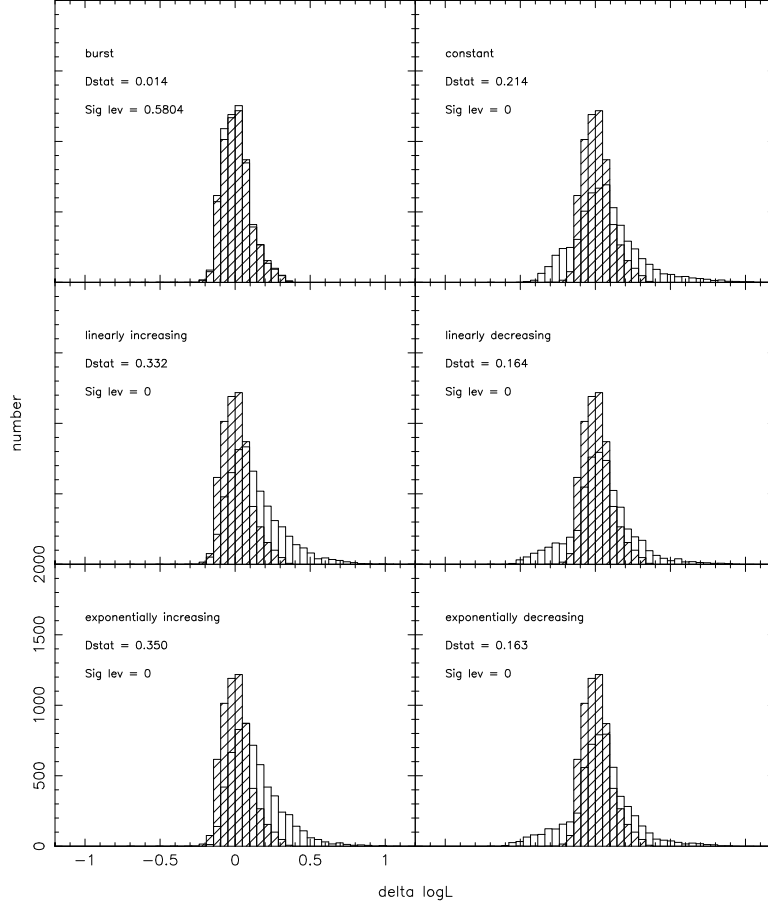 burst
Dstat = 0.014
Sig lev = 0.5804
constant
Dstat = 0.214
Sig lev = 0
linearly increasing
Dstat = 0.332
Sig lev = 0
linearly decreasing
Dstat = 0.164
Sig lev = 0
number
exponentially increasing
Dstat = 0.350
Sig lev = 0
exponentially decreasing
Dstat = 0.163
Sig lev = 0
2000
1500
1000
500
0
−1 −0.5 0 0.5 1
delta logL